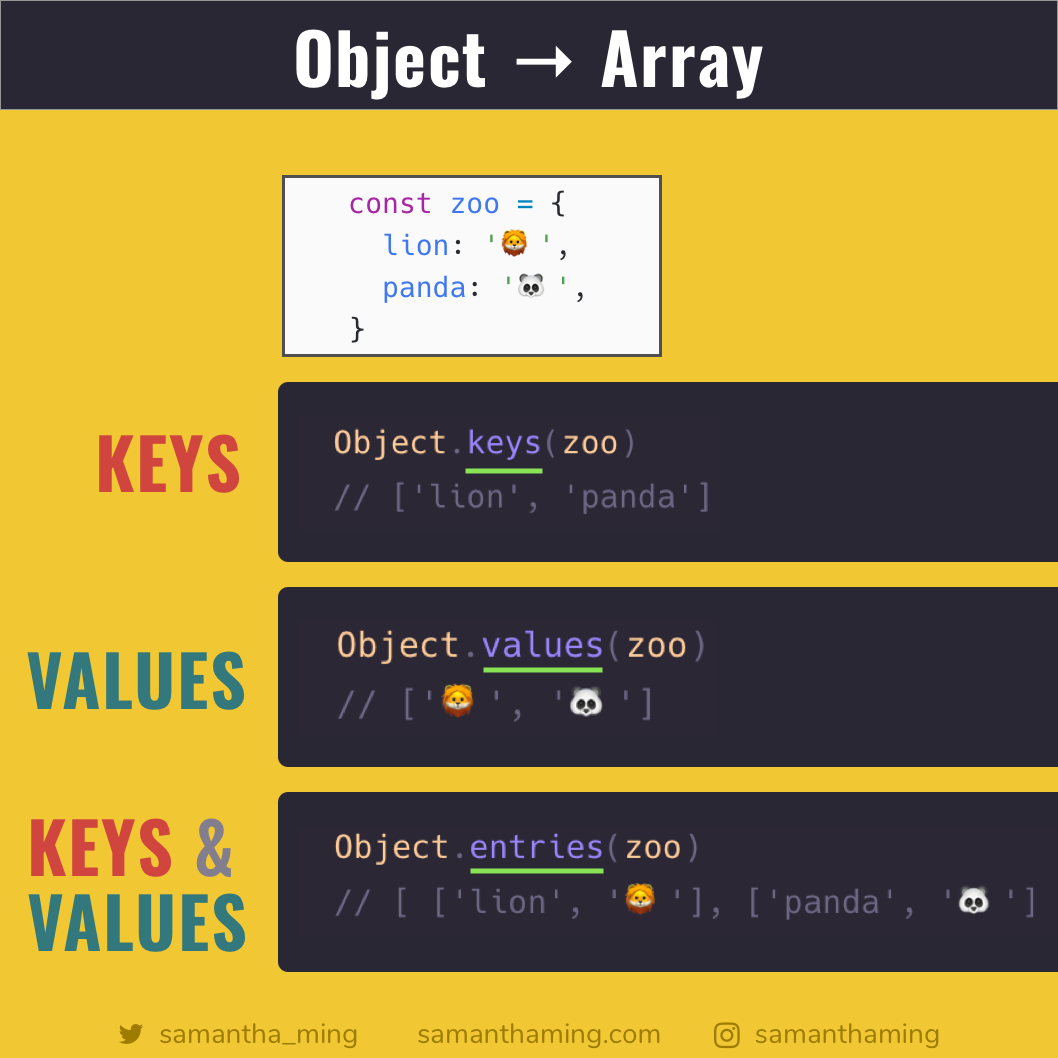 Object → Array
const zoo = {
lion: '🦁 ',
panda: '🐼 ',
}
KEYS
Object.keys(zoo)
// ['lion', 'panda']
VALUES
Object.values(zoo)
// ['🦁 ', '🐼 ']
KEYS &
VALUES
Object.entries(zoo)
// [ ['lion', '🦁 '], ['panda', '🐼 ']
samantha_ming samanthaming.com samanthaming